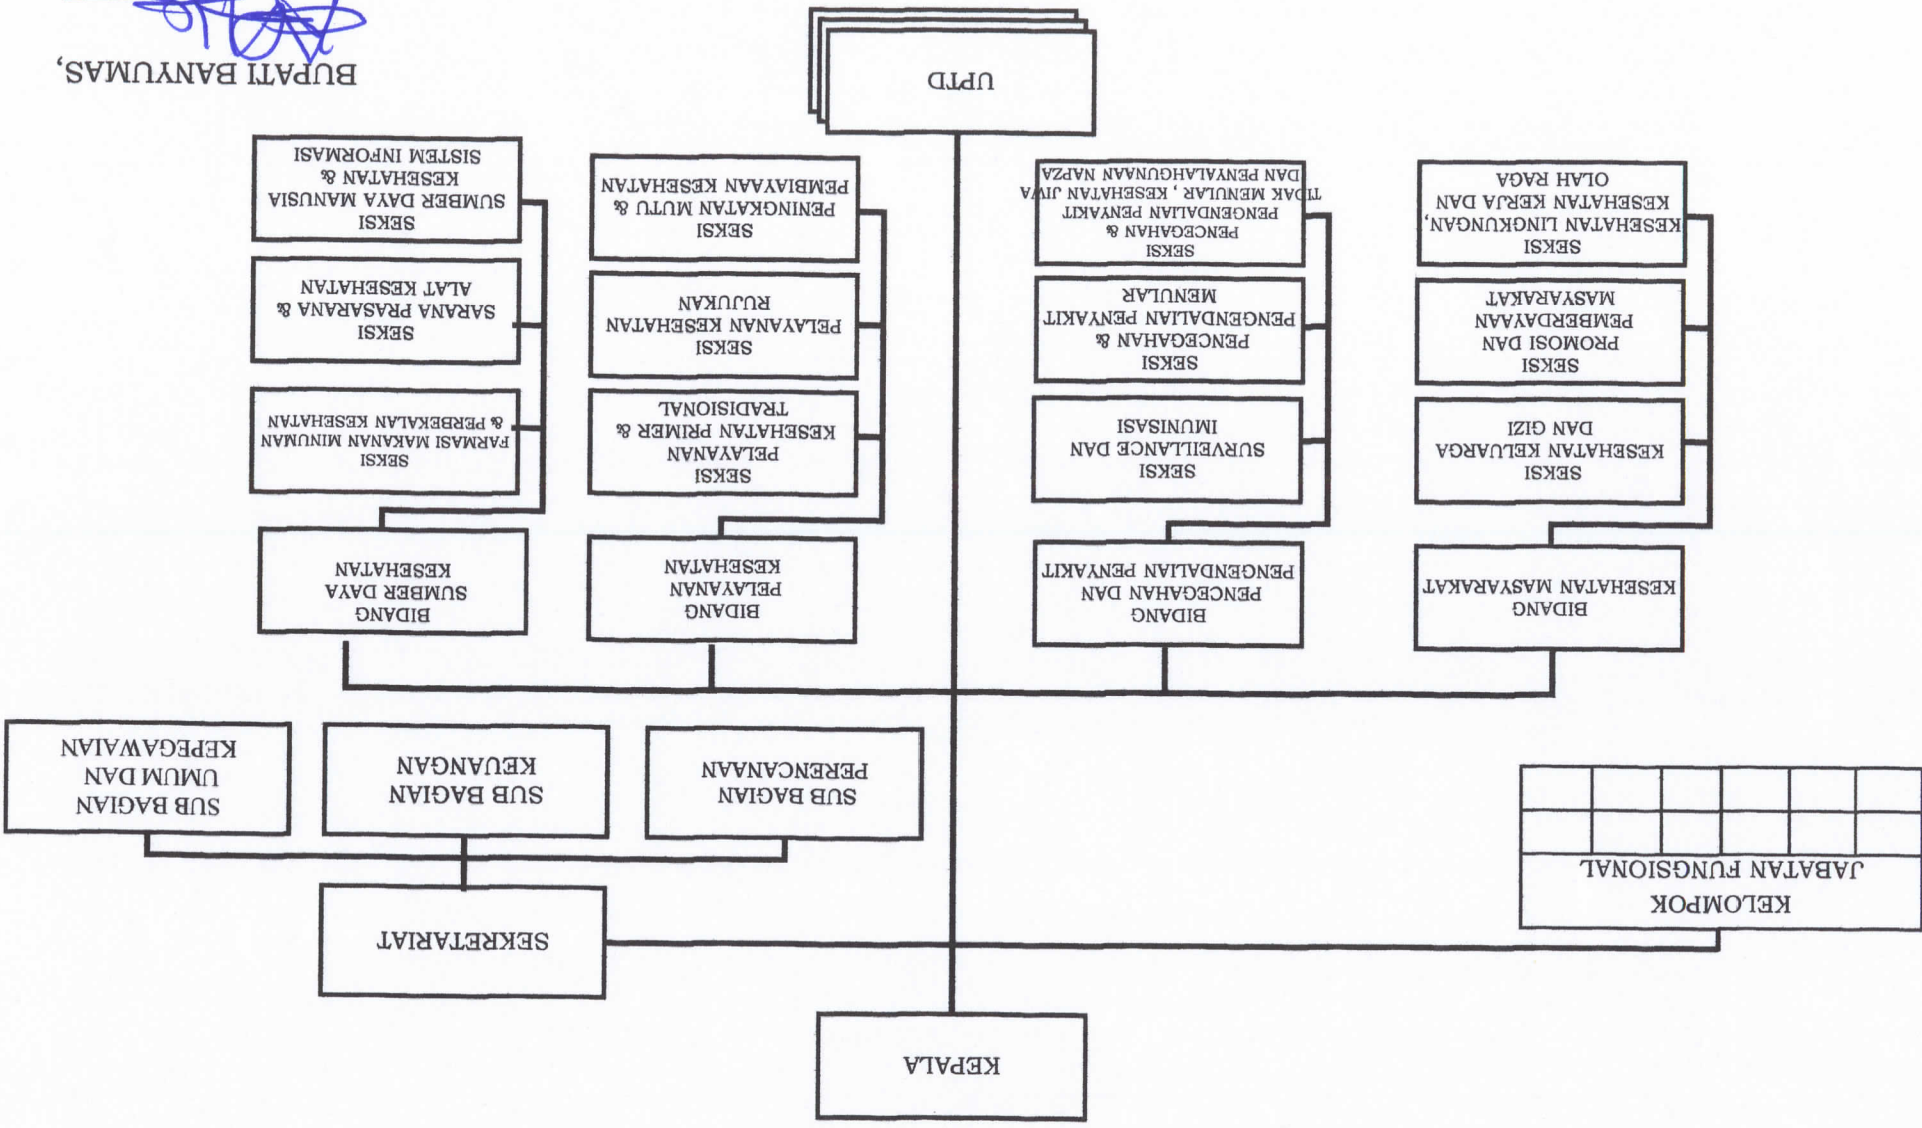 KEPALA
KELOMPOK
JABATAN FUNGSIONAL
SEKRETARIAT
SUB BAGIAN
PERENCANAAN
SUB BAGIAN
KEUANGAN
SUB BAGIAN
UMUM DAN
KEPEGAWAIAN
BIDANG
KESEHATAN MASYARAKAT
BIDANG
PENCEGAHAN DAN
PENGENDALIAN PENYAKIT
BIDANG
PELAYANAN
KESEHATAN
BIDANG
SUMBER DAYA
KESEHATAN
SEKSI
KESEHATAN KELUARGA
DAN GIZI
SEKSI
SURVEILLANCE DAN
IMUNISASI
SEKSI
PELAYANAN
KESEHATAN PRIMER &
TRADISIONAL
SEKSI
FARMASI MAKANAN MINUMAN
& PERBEKALAN KESEHATAN
SEKSI
PROMOSI DAN
PEMBERDAYAAN
MASYARAKAT
SEKSI
PENCEGAHAN &
PENGENDALIAN PENYAKIT
MENULAR
SEKSI
PELAYANAN KESEHATAN
RUJUKAN
SEKSI
SARANA PRASARANA &
ALAT KESEHATAN
SEKSI
KESEHATAN LINGKUNGAN,
KESEHATAN KERJA DAN
OLAH RAGA
SEKSI
PENCEGAHAN &
PENGENDALIAN PENYAKIT
TIDAK MENULAR , KESEHATAN JIWA
DAN PENYALAHGUNAAN NAPZA
SEKSI
PENINGKATAN MUTU &
PEMBIAYAAN KESEHATAN
SEKSI
SUMBER DAYA MANUSIA
KESEHATAN &
SISTEM INFORMASI
UPTD
BUPATI BANYUMAS,